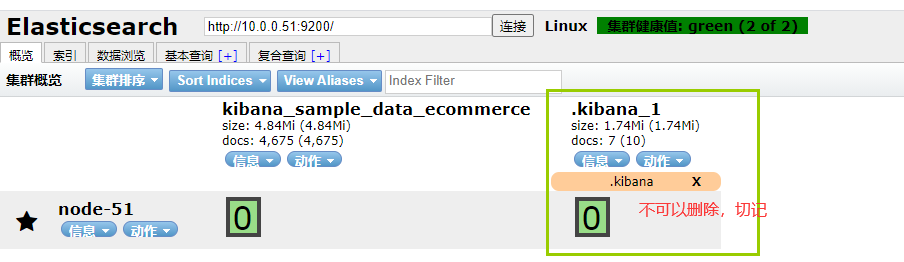 Elasticsearch http://10.0.0.51:9200/ 连接 Linux 集群健康值: green (2 of 2)
概览 索引 数据浏览 基本查询 [+] 复合查询 [+]
集群概览 集群排序 Sort Indices View Aliases Index Filter
kibana_sample_data_ecommerce .kibana_1
size: 4.84Mi (4.84Mi) size: 1.74Mi (1.74Mi)
docs: 4,675 (4,675) docs: 7 (10)
信息 动作 信息 动作
.kibana X
node-51 0 0 不可以删除，切记
信息 动作